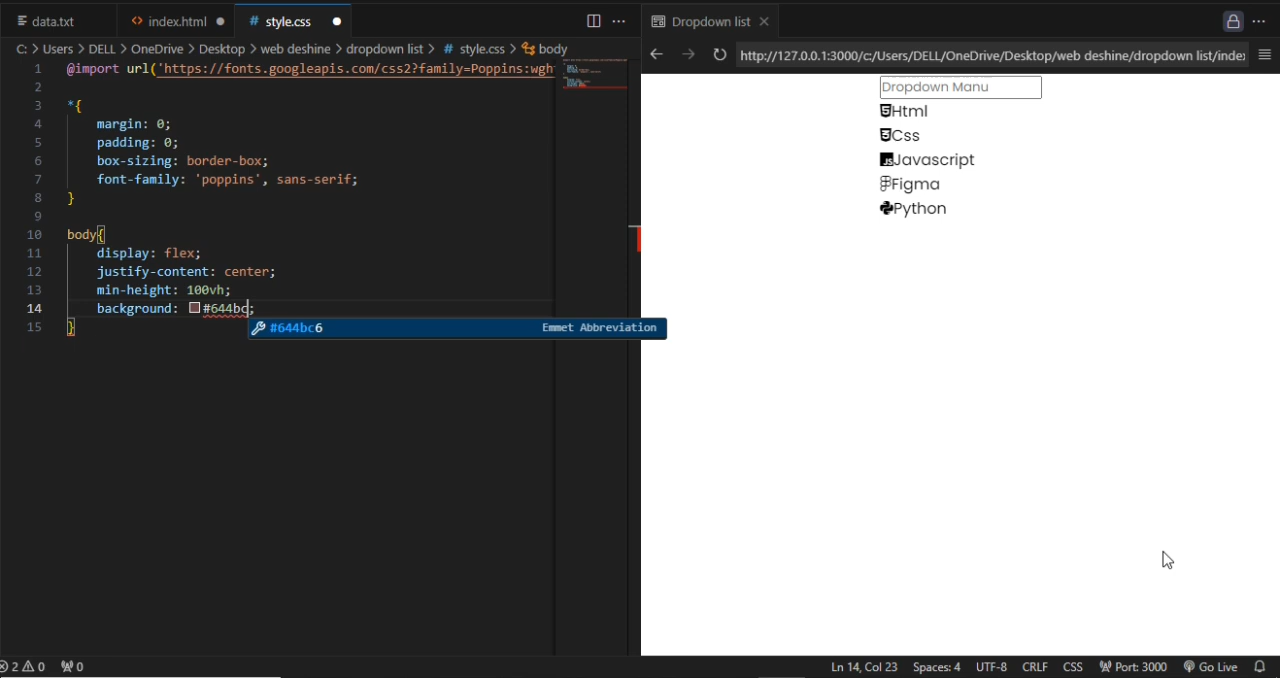 data.txt
index.html
style.css
Dropdown list
C: > Users > DELL > OneDrive > Desktop > web deshine > dropdown list > # style.css > body
http://127.0.0.1:3000/c:/Users/DELL/OneDrive/Desktop/web deshine/dropdown list/index
1 @import url('https://fonts.googleapis.com/css2?family=Poppins:wgh
2
3 *{
4 margin: 0;
5 padding: 0;
6 box-sizing: border-box;
7 font-family: 'poppins', sans-serif;
8 }
9
10 body{
11 display: flex;
12 justify-content: center;
13 min-height: 100vh;
14 background: #644bc;
15 }
#644bc6 Emmet Abbreviation
Dropdown Manu
Html
Css
Javascript
Figma
Python
2 0 0
Ln 14, Col 23 Spaces: 4 UTF-8 CRLF CSS Port: 3000 Go Live